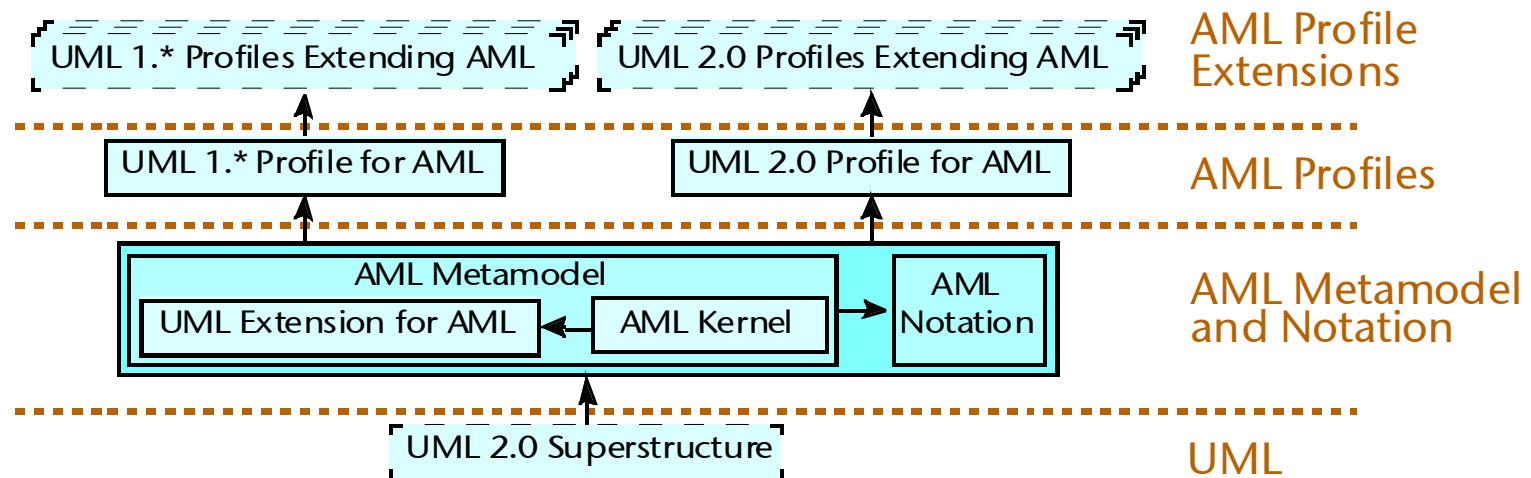 UML 1.* Profiles Extending AML
UML 2.0 Profiles Extending AML
AML Profile
Extensions
UML 1.* Profile for AML
UML 2.0 Profile for AML
AML Profiles
AML Metamodel
UML Extension for AML
AML Kernel
AML
Notation
AML Metamodel
and Notation
UML 2.0 Superstructure
UML